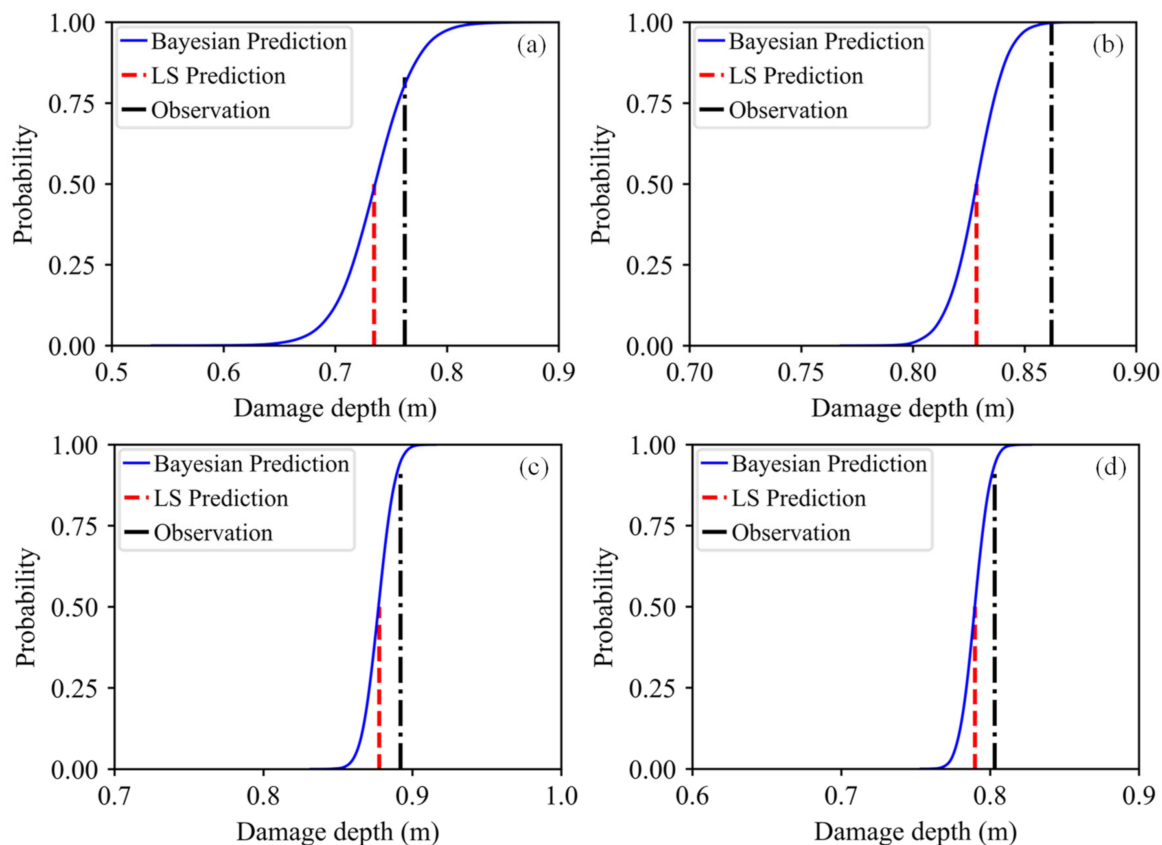 1.00
0.75
0.50
0.25
0.00
Probability
Bayesian Prediction
LS Prediction
Observation
(a)
0.5 0.6 0.7 0.8 0.9
Damage depth (m)
1.00
0.75
0.50
0.25
0.00
Probability
Bayesian Prediction
LS Prediction
Observation
(b)
0.70 0.75 0.80 0.85 0.90
Damage depth (m)
1.00
0.75
0.50
0.25
0.00
Probability
Bayesian Prediction
LS Prediction
Observation
(c)
0.7 0.8 0.9 1.0
Damage depth (m)
1.00
0.75
0.50
0.25
0.00
Probability
Bayesian Prediction
LS Prediction
Observation
(d)
0.6 0.7 0.8 0.9
Damage depth (m)